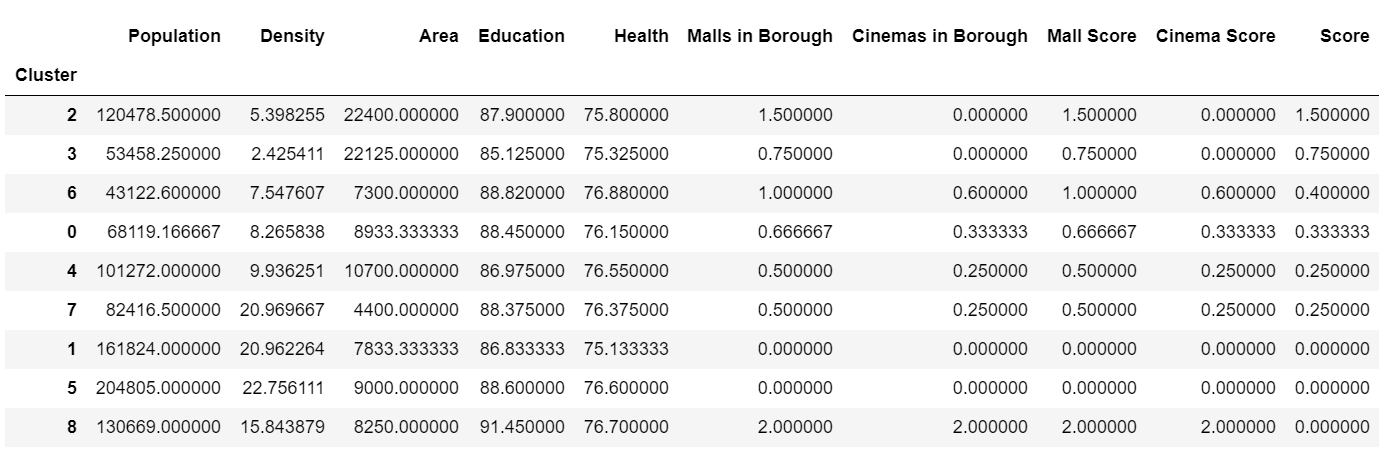 Population Density Area Education Health Malls in Borough Cinemas in Borough Mall Score Cinema Score Score
Cluster
2 120478.500000 5.398255 22400.000000 87.900000 75.800000 1.500000 0.000000 1.500000 0.000000 1.500000
3 53458.250000 2.425411 22125.000000 85.125000 75.325000 0.750000 0.000000 0.750000 0.000000 0.750000
6 43122.600000 7.547607 7300.000000 88.820000 76.880000 1.000000 0.600000 1.000000 0.600000 0.400000
0 68119.166667 8.265838 8933.333333 88.450000 76.150000 0.666667 0.333333 0.666667 0.333333 0.333333
4 101272.000000 9.936251 10700.000000 86.975000 76.550000 0.500000 0.250000 0.500000 0.250000 0.250000
7 82416.500000 20.969667 4400.000000 88.375000 76.375000 0.500000 0.250000 0.500000 0.250000 0.250000
1 161824.000000 20.962264 7833.333333 86.833333 75.133333 0.000000 0.000000 0.000000 0.000000 0.000000
5 204805.000000 22.756111 9000.000000 88.600000 76.600000 0.000000 0.000000 0.000000 0.000000 0.000000
8 130669.000000 15.843879 8250.000000 91.450000 76.700000 2.000000 2.000000 2.000000 2.000000 0.000000